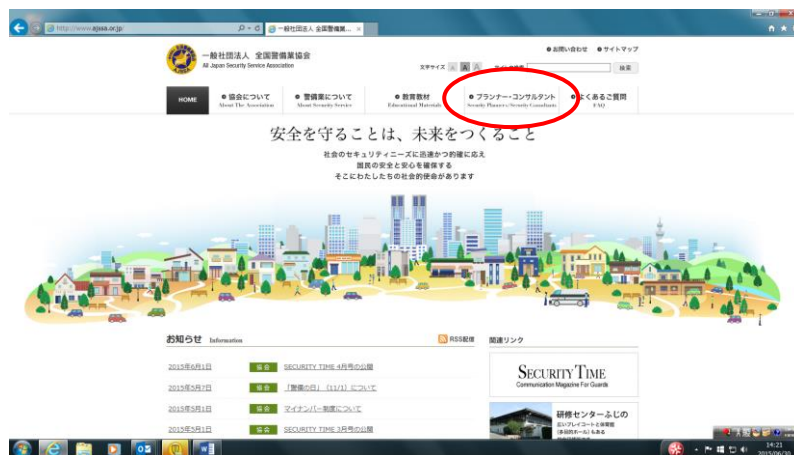 http://www.ajssa.or.jp/
一般社団法人 全国警備業...
お問い合わせ サイトマップ
一般社団法人 全国警備業協会
All Japan Security Service Association
文字サイズ A A A
検索
HOME
協会について
About The Association
警備業について
About Security Service
教育教材
Educational Materials
プランナー・コンサルタント
Security Planners/Security Consultants
よくあるご質問
FAQ
安全を守ることは、未来をつくること
社会のセキュリティニーズに迅速かつ的確に応え
国民の安全と安心を確保する
そこにわたしたちの社会的使命があります
お知らせ Information
RSS配信
関連リンク
2015年6月1日 協会 SECURITY TIME 4月号の公開
2015年5月7日 協会 「警備の日」（11/1）について
2015年5月1日 協会 マイナンバー制度について
2015年5月1日 協会 SECURITY TIME 3月号の公開
SECURITY TIME
Communication Magazine For Guards
研修センターふじの
14:21
2015/06/30